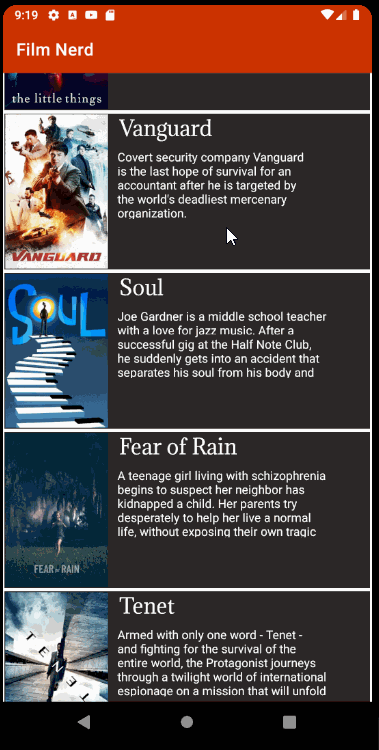 9:19
Film Nerd
the little things
Vanguard
Covert security company Vanguard
is the last hope of survival for an
accountant after he is targeted by
the world's deadliest mercenary
organization.
VANGUARD
Soul
SOUL
Joe Gardner is a middle school teacher
with a love for jazz music. After a
successful gig at the Half Note Club,
he suddenly gets into an accident that
separates his soul from his body and
Fear of Rain
A teenage girl living with schizophrenia
begins to suspect her neighbor has
kidnapped a child. Her parents try
desperately to help her live a normal
life, without exposing their own tragic
FEAR OF RAIN
Tenet
TENET
Armed with only one word - Tenet -
and fighting for the survival of the
entire world, the Protagonist journeys
through a twilight world of international
espionage on a mission that will unfold